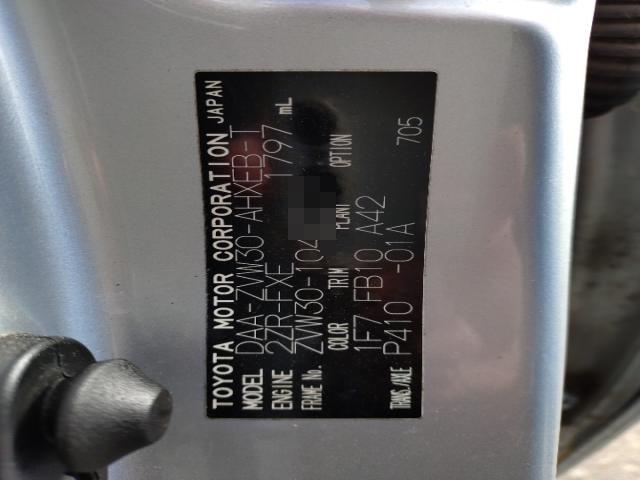 TOYOTA MOTOR CORPORATION JAPAN
MODEL DAA-ZVW30-AHXEB-T
ENGINE 2ZR-FXE 1797 mL
FRAME No. ZVW30-104
COLOR TRIM PLANT OPTION
1F7 FB10 A42
TRANS./AXLE P410 -01A 705